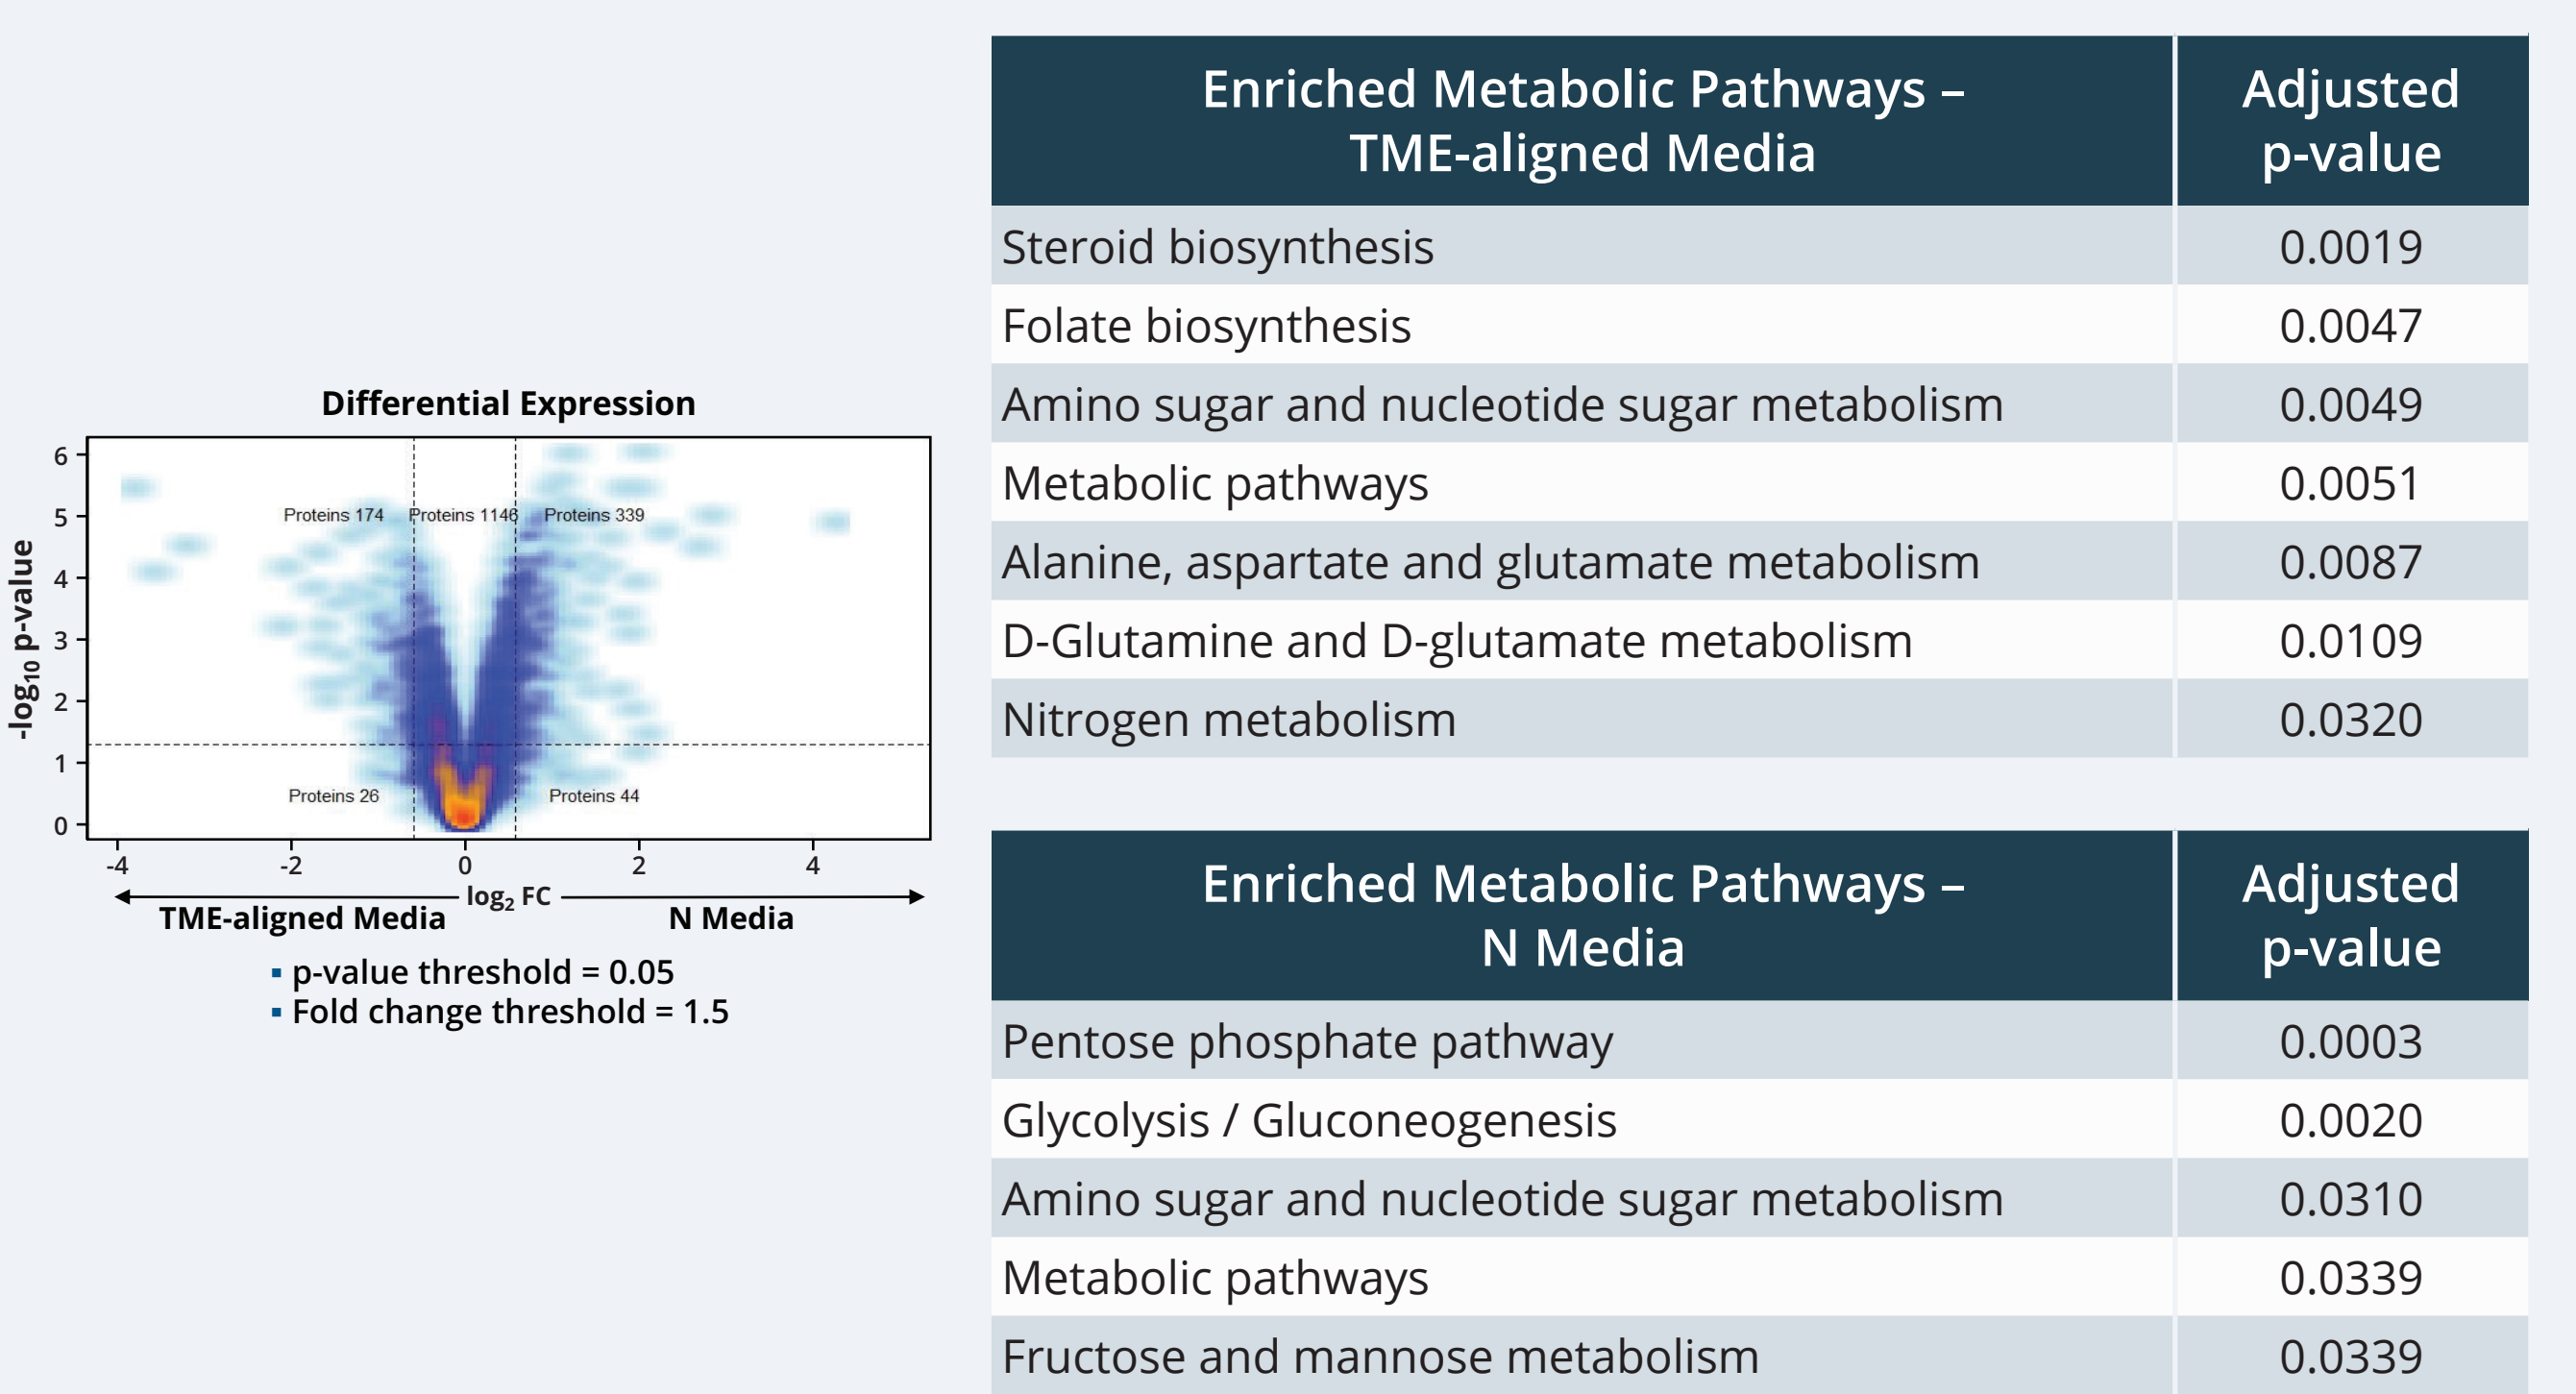 Differential Expression
-log10 p-value
6
5
4
3
2
1
0
Proteins 174
Proteins 1146
Proteins 339
Proteins 26
Proteins 44
-4
-2
0
2
4
log2 FC
TME-aligned Media
N Media
▪ p-value threshold = 0.05
▪ Fold change threshold = 1.5
Enriched Metabolic Pathways –
TME-aligned Media
Adjusted
p-value
Steroid biosynthesis 0.0019
Folate biosynthesis 0.0047
Amino sugar and nucleotide sugar metabolism 0.0049
Metabolic pathways 0.0051
Alanine, aspartate and glutamate metabolism 0.0087
D-Glutamine and D-glutamate metabolism 0.0109
Nitrogen metabolism 0.0320
Enriched Metabolic Pathways –
N Media
Adjusted
p-value
Pentose phosphate pathway 0.0003
Glycolysis / Gluconeogenesis 0.0020
Amino sugar and nucleotide sugar metabolism 0.0310
Metabolic pathways 0.0339
Fructose and mannose metabolism 0.0339